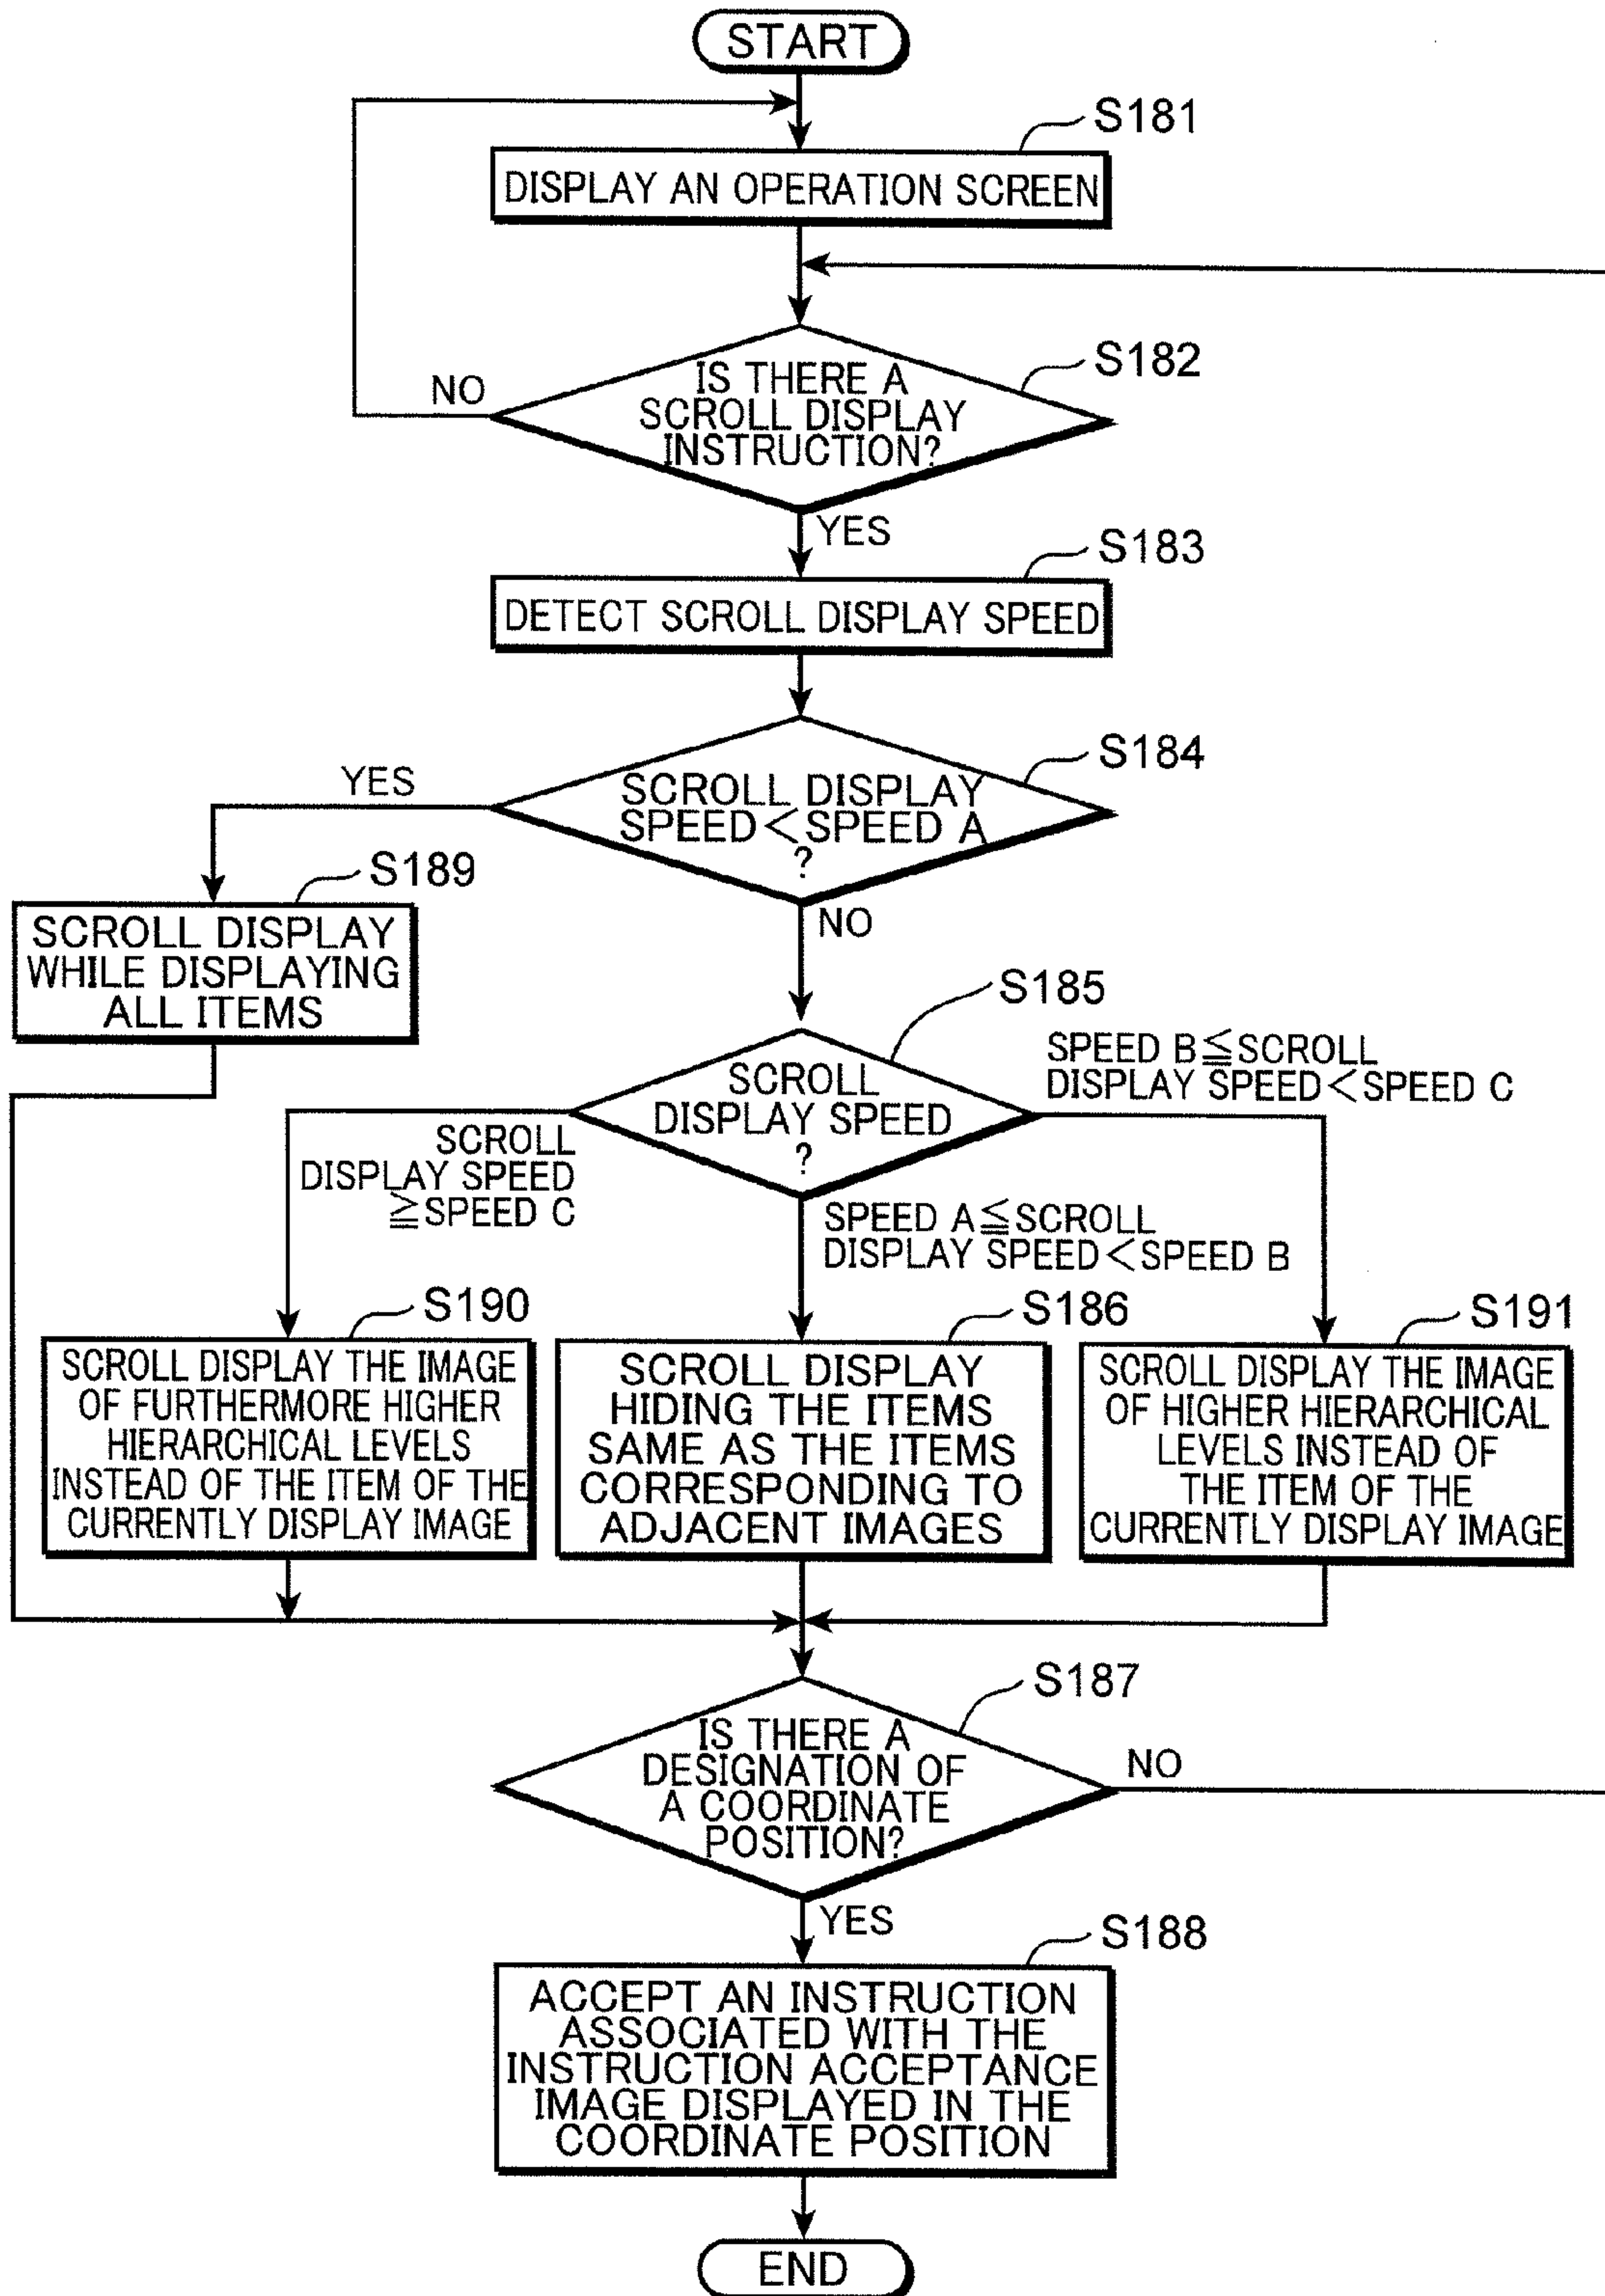 START
S181
DISPLAY AN OPERATION SCREEN
S182
IS THERE A
SCROLL DISPLAY
INSTRUCTION?
NO
YES
S183
DETECT SCROLL DISPLAY SPEED
S184
SCROLL DISPLAY
SPEED<SPEED A
?
YES
NO
S189
SCROLL DISPLAY
WHILE DISPLAYING
ALL ITEMS
S185
SCROLL
DISPLAY SPEED
?
SPEED B≦SCROLL
DISPLAY SPEED<SPEED C
SCROLL
DISPLAY SPEED
≧SPEED C
SPEED A≦SCROLL
DISPLAY SPEED<SPEED B
S190
SCROLL DISPLAY THE IMAGE
OF FURTHERMORE HIGHER
HIERARCHICAL LEVELS
INSTEAD OF THE ITEM OF THE
CURRENTLY DISPLAY IMAGE
S186
SCROLL DISPLAY
HIDING THE ITEMS
SAME AS THE ITEMS
CORRESPONDING TO
ADJACENT IMAGES
S191
SCROLL DISPLAY THE IMAGE
OF HIGHER HIERARCHICAL
LEVELS INSTEAD OF
THE ITEM OF THE
CURRENTLY DISPLAY IMAGE
S187
IS THERE A
DESIGNATION OF
A COORDINATE
POSITION?
NO
YES
S188
ACCEPT AN INSTRUCTION
ASSOCIATED WITH THE
INSTRUCTION ACCEPTANCE
IMAGE DISPLAYED IN THE
COORDINATE POSITION
END